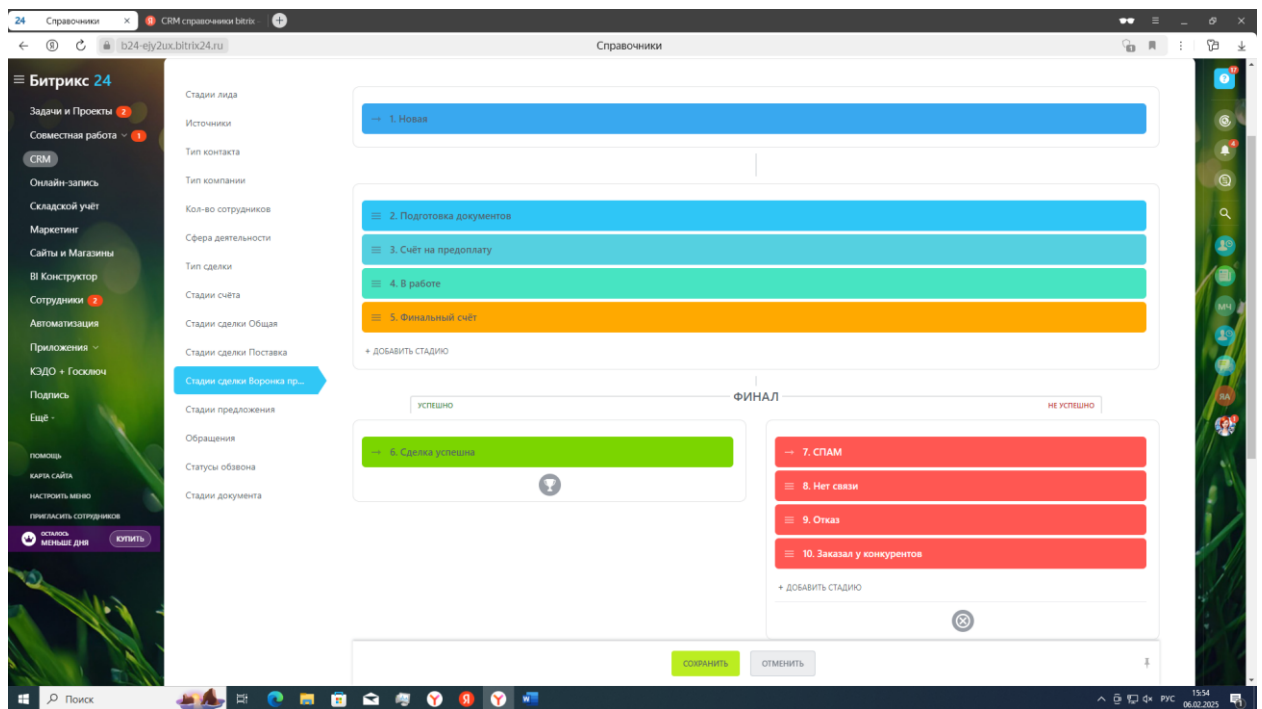 24 Справочники
CRM справочники bitrix
b24-ejy2ux.bitrix24.ru
Справочники
Битрикс 24
Задачи и Проекты 2
Совместная работа 1
CRM
Онлайн-запись
Складской учёт
Маркетинг
Сайты и Магазины
BI Конструктор
Сотрудники 2
Автоматизация
Приложения
КЭДО + Госключ
Подпись
Ещё -
ПОМОЩЬ
КАРТА САЙТА
НАСТРОИТЬ МЕНЮ
ПРИГЛАСИТЬ СОТРУДНИКОВ
ОСТАЛОСЬ
МЕНЬШЕ ДНЯ
КУПИТЬ
Стадии лида
Источники
Тип контакта
Тип компании
Кол-во сотрудников
Сфера деятельности
Тип сделки
Стадии счёта
Стадии сделки Общая
Стадии сделки Поставка
Стадии сделки Воронка пр...
Стадии предложения
Обращения
Статусы обзвона
Стадии документа
1. Новая
2. Подготовка документов
3. Счёт на предоплату
4. В работе
5. Финальный счёт
+ ДОБАВИТЬ СТАДИЮ
ФИНАЛ
УСПЕШНО
НЕ УСПЕШНО
6. Сделка успешна
7. СПАМ
8. Нет связи
9. Отказ
10. Заказал у конкурентов
+ ДОБАВИТЬ СТАДИЮ
СОХРАНИТЬ
ОТМЕНИТЬ
17
4
МЧ
ЯА
Поиск
РУС
15:54
06.02.2025